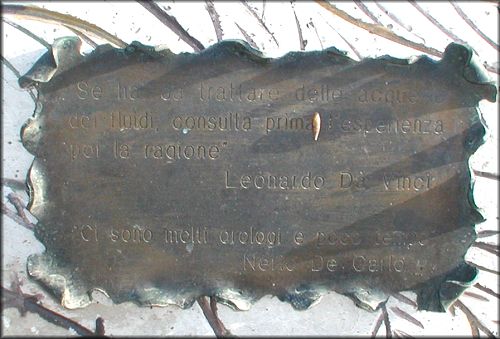 "Se hai da trattare delle acque e
dei fluidi, consulta prima l'esperienza
poi la ragione"
Leonardo Da Vinci
"Ci sono molti orologi e poco tempo"
De Carlo